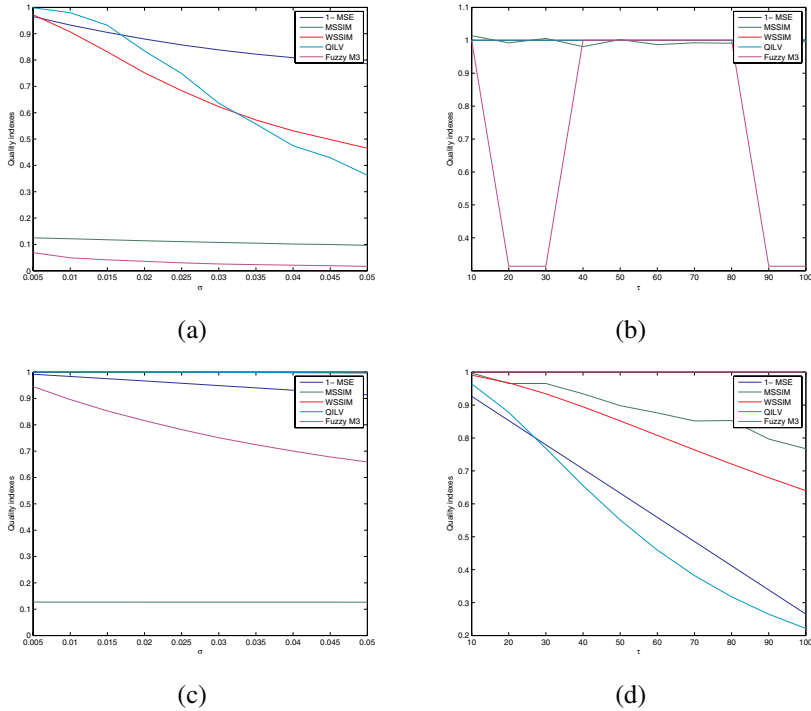 1
0.9
0.8
0.7
0.6
0.5
0.4
0.3
0.2
0.1
0
Quality indexes
0.005 0.01 0.015 0.02 0.025 0.03 0.035 0.04 0.045 0.05
σ
1− MSE
MSSIM
WSSIM
QILV
Fuzzy M3
(a)
1.1
1
0.9
0.8
0.7
0.6
0.5
0.4
Quality indexes
10 20 30 40 50 60 70 80 90 100
τ
1− MSE
MSSIM
WSSIM
QILV
Fuzzy M3
(b)
1
0.9
0.8
0.7
0.6
0.5
0.4
0.3
0.2
0.1
0
Quality indexes
0.005 0.01 0.015 0.02 0.025 0.03 0.035 0.04 0.045 0.05
σ
1− MSE
MSSIM
WSSIM
QILV
Fuzzy M3
(c)
1
0.9
0.8
0.7
0.6
0.5
0.4
0.3
0.2
Quality indexes
10 20 30 40 50 60 70 80 90 100
τ
1− MSE
MSSIM
WSSIM
QILV
Fuzzy M3
(d)